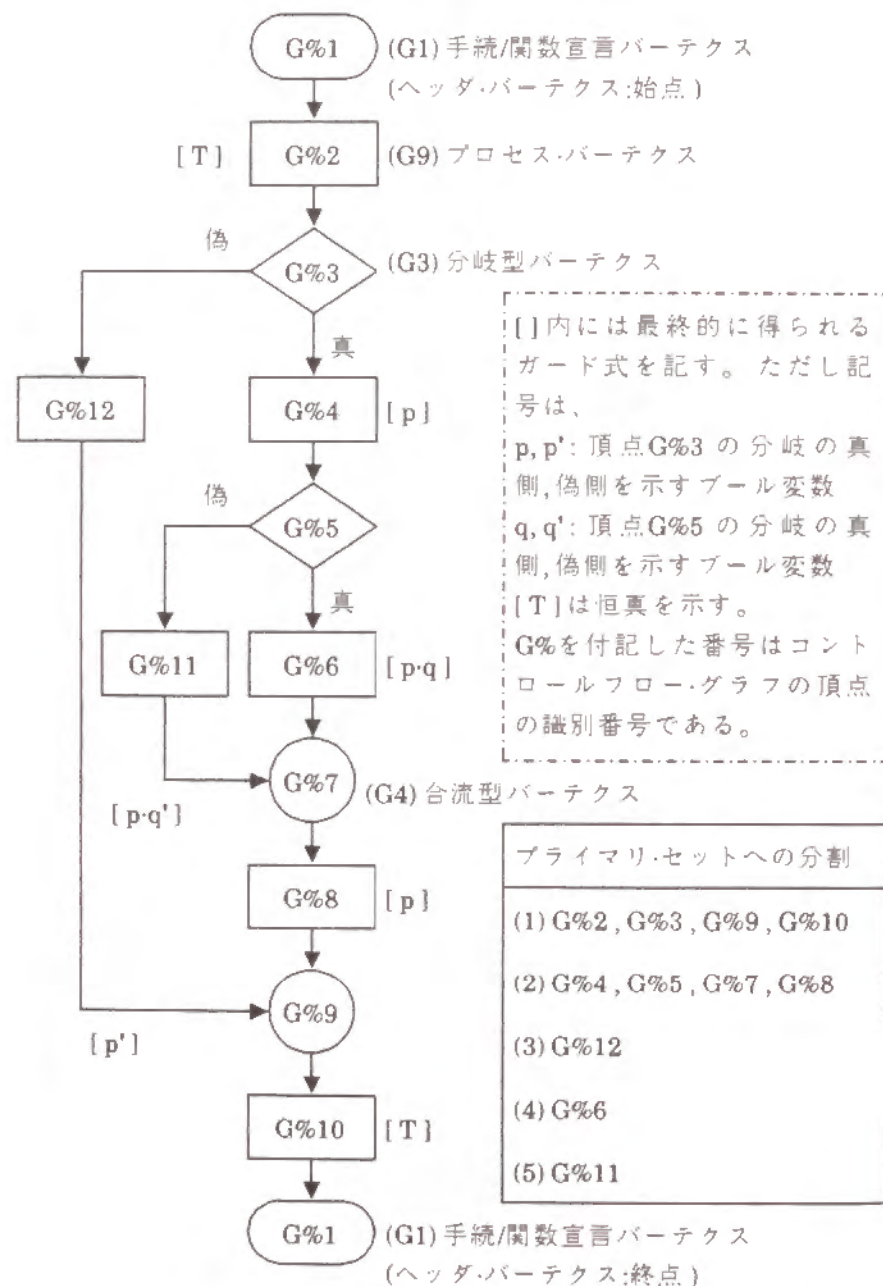 G%1
(G1) 手続/関数宣言バーテクス
(ヘッダ·バーテクス:始点)
[T]
G%2
(G9) プロセス·バーテクス
偽
G%3
(G3) 分岐型バーテクス
真
G%12
G%4
[p]
偽
G%5
真
G%11
G%6
[p·q]
G%7
(G4) 合流型バーテクス
[p·q']
G%8
[p]
G%9
[p']
G%10
[T]
G%1
(G1) 手続/関数宣言バーテクス
(ヘッダ·バーテクス:終点)
[]内には最終的に得られる
ガード式を記す。ただし記
号は、
p, p': 頂点G%3 の分岐の真
側,偽側を示すブール変数
q, q': 頂点G%5 の分岐の真
側,偽側を示すブール変数
[T]は恒真を示す。
G%を付記した番号はコント
ロールフロー·グラフの頂点
の識別番号である。
プライマリ·セットへの分割
(1) G%2 , G%3 , G%9 , G%10
(2) G%4 , G%5 , G%7 , G%8
(3) G%12
(4) G%6
(5) G%11